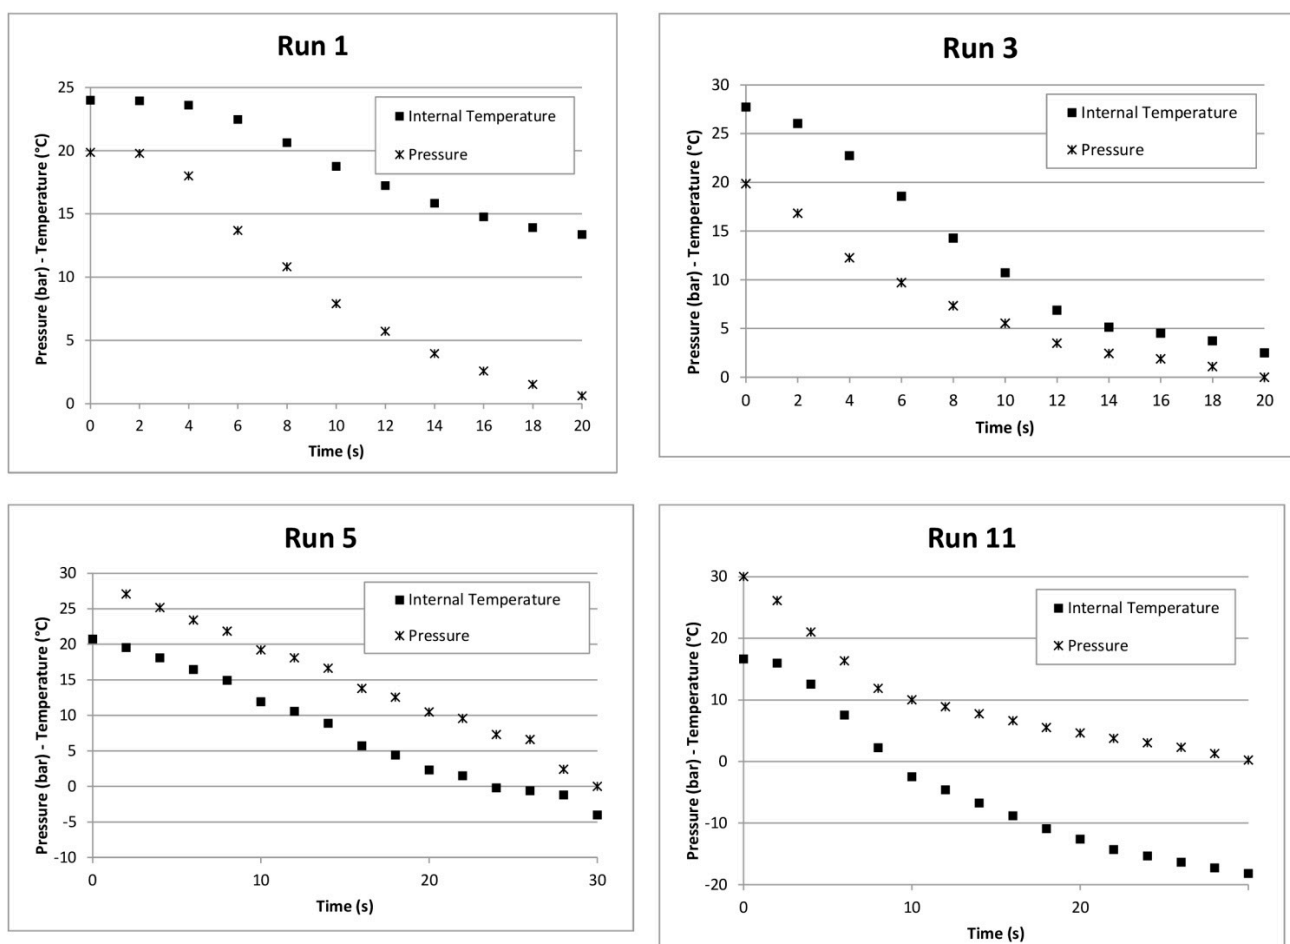 Run 1
Pressure (bar) - Temperature (°C)
25
20
15
10
5
0
Internal Temperature
Pressure
0 2 4 6 8 10 12 14 16 18 20
Time (s)
Run 3
Pressure (bar) - Temperature (°C)
30
25
20
15
10
5
0
Internal Temperature
Pressure
0 2 4 6 8 10 12 14 16 18 20
Time (s)
Run 5
Pressure (bar) - Temperature (°C)
30
25
20
15
10
5
0
-5
-10
Internal Temperature
Pressure
0 10 20 30
Time (s)
Run 11
Pressure (bar) - Temperature (°C)
30
20
10
0
-10
-20
Internal Temperature
Pressure
0 10 20
Time (s)